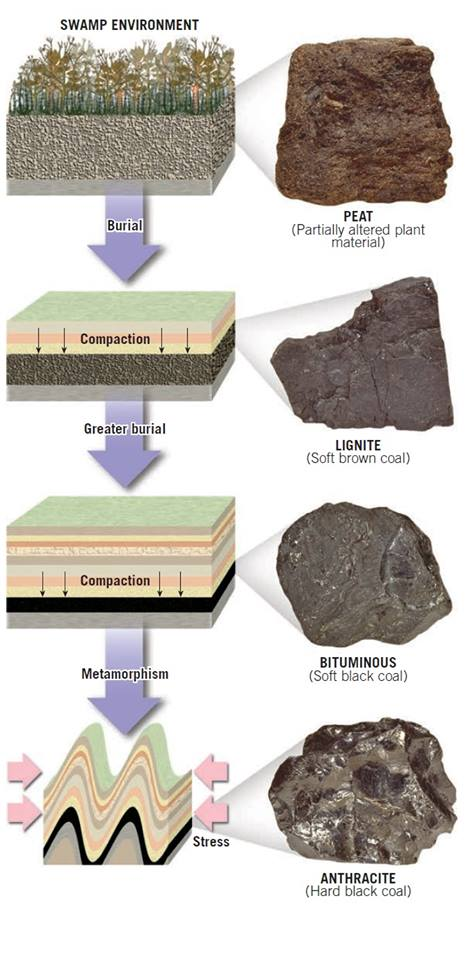 SWAMP ENVIRONMENT
PEAT
(Partially altered plant
material)
Burial
Compaction
LIGNITE
(Soft brown coal)
Greater burial
Compaction
BITUMINOUS
(Soft black coal)
Metamorphism
Stress
ANTHRACITE
(Hard black coal)